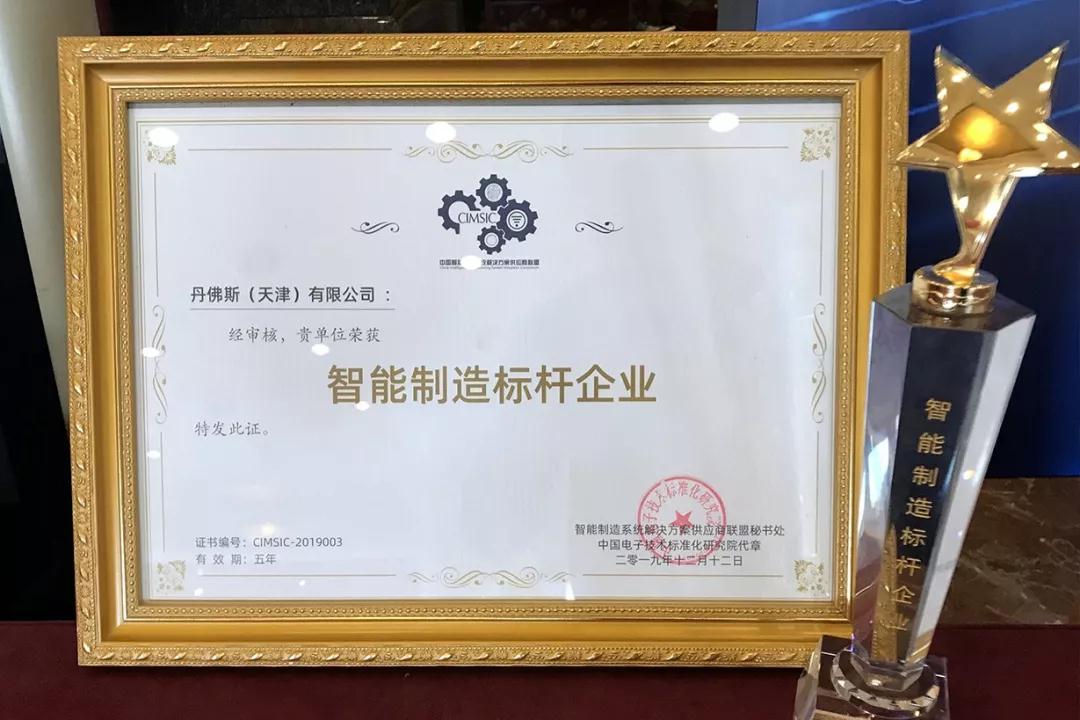 CIMSIC
丹佛斯（天津）有限公司：
经审核，贵单位荣获
智能制造标杆企业
特发此证。
证书编号：CIMSIC-2019003
有 效 期：五年
智能制造系统解决方案供应商联盟秘书处
中国电子技术标准化研究院代章
二零一九年十二月十二日
智能制造标杆企业